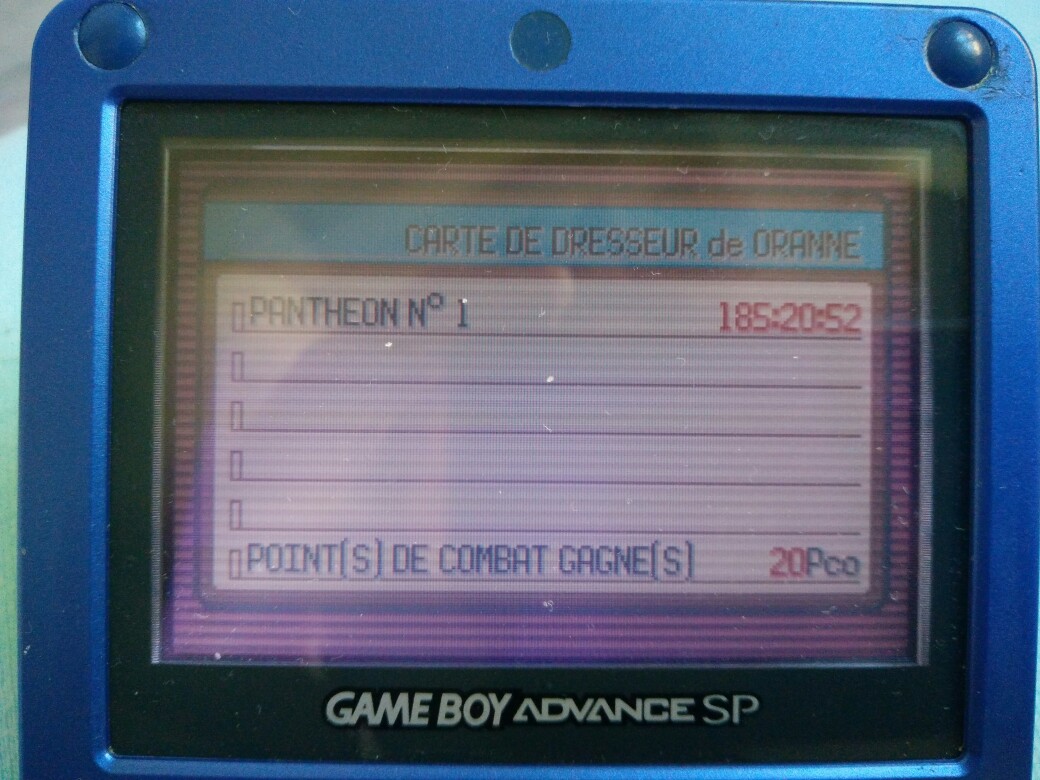 CARTE DE DRESSEUR de ORANNE
PANTHEON N° 1 185:20:52
POINT(S) DE COMBAT GAGNE(S) 20Pco
GAME BOY ADVANCE SP